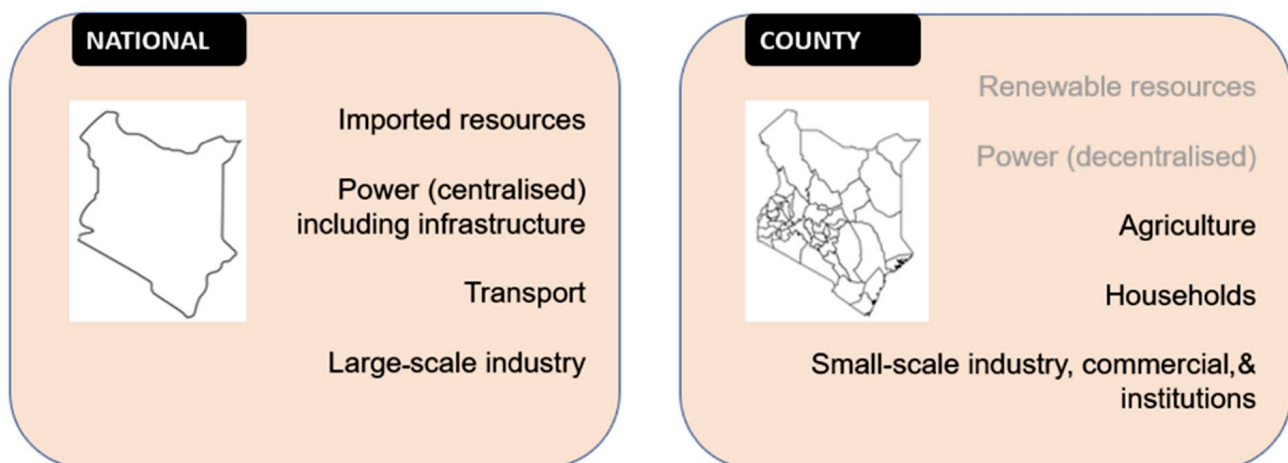 NATIONAL
Imported resources
Power (centralised)
including infrastructure
Transport
Large-scale industry
COUNTY
Renewable resources
Power (decentralised)
Agriculture
Households
Small-scale industry, commercial,&
institutions